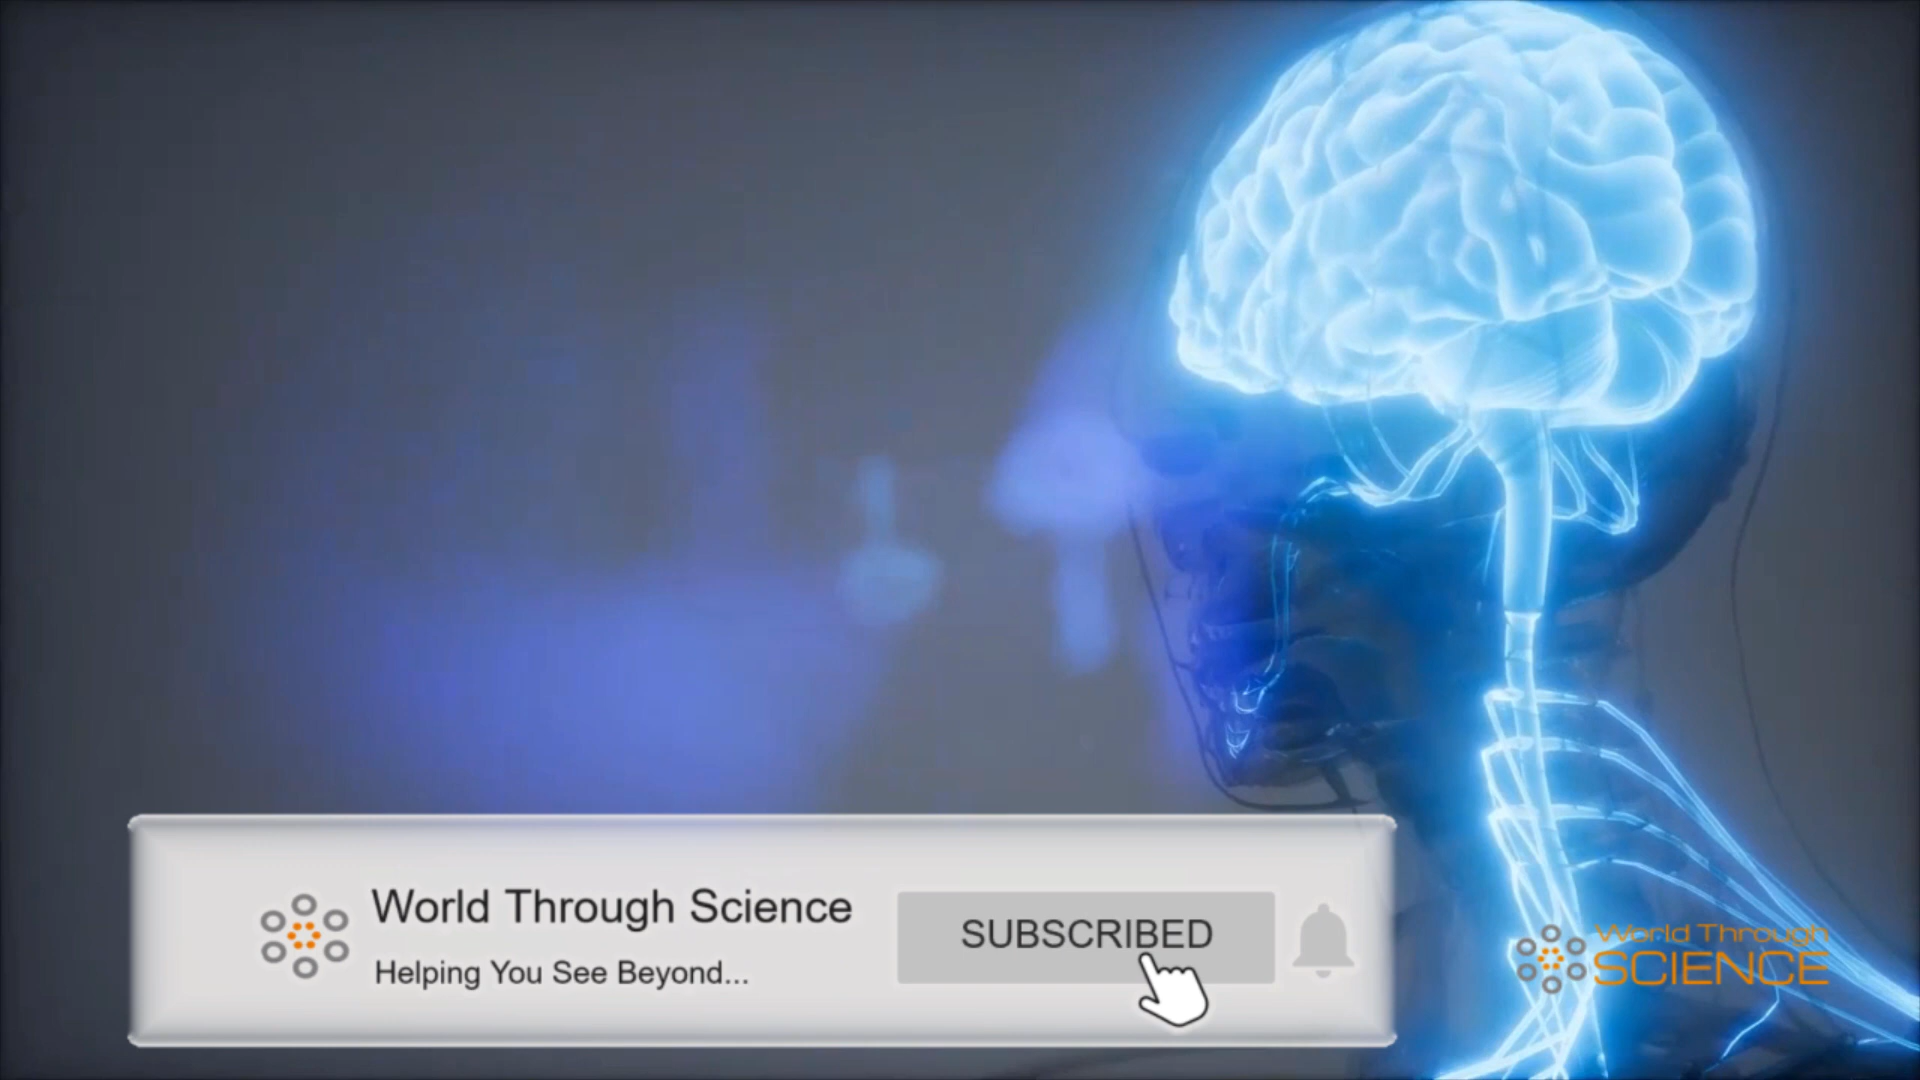 World Through Science
SUBSCRIBED
Helping You See Beyond...
World Through
SCIENCE